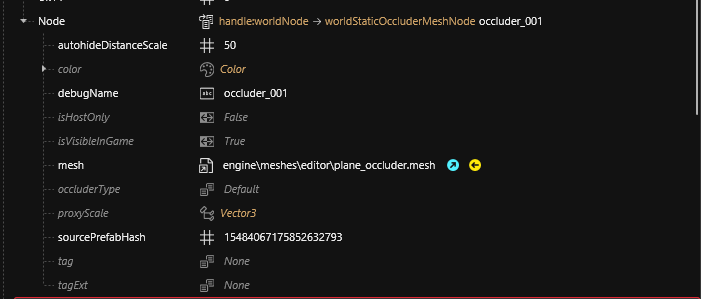 Node handle:worldNode → worldStaticOccluderMeshNode occluder_001
autohideDistanceScale 50
color Color
debugName abc occluder_001
isHostOnly False
isVisibleInGame True
mesh engine\meshes\editor\plane_occluder.mesh
occluderType Default
proxyScale Vector3
sourcePrefabHash 15484067175852632793
tag None
tagExt None